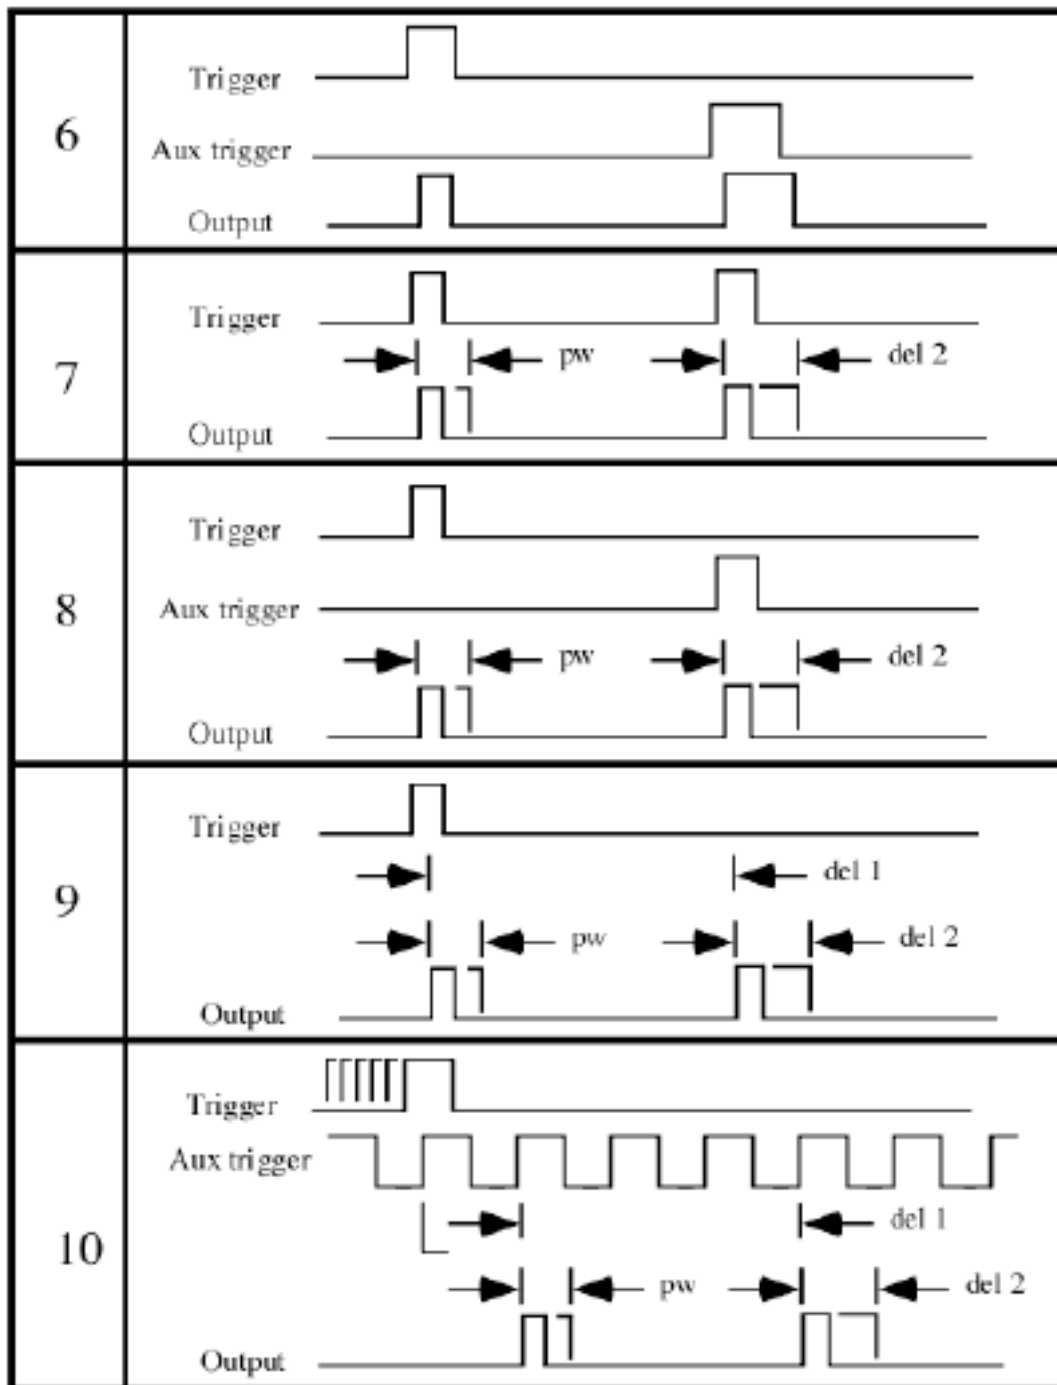 6
Trigger
Aux trigger
Output
7
Trigger
pw
del 2
Output
8
Trigger
Aux trigger
pw
del 2
Output
9
Trigger
del 1
pw
del 2
Output
10
Trigger
Aux trigger
del 1
pw
del 2
Output